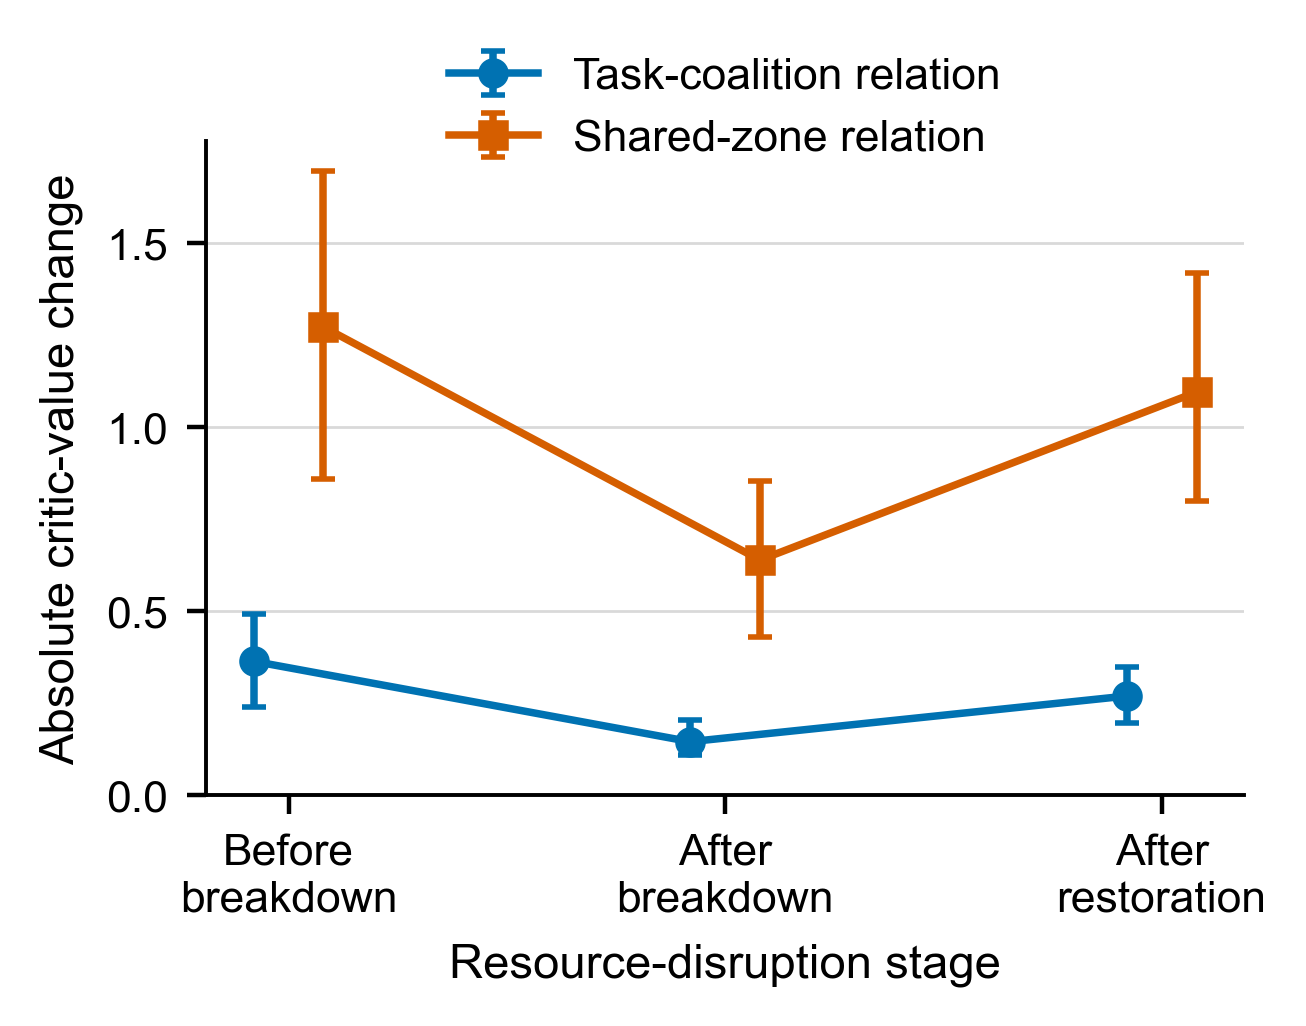 Task-coalition relation
Shared-zone relation
Absolute critic-value change
1.5
1.0
0.5
0.0
Before
breakdown
After
breakdown
After
restoration
Resource-disruption stage